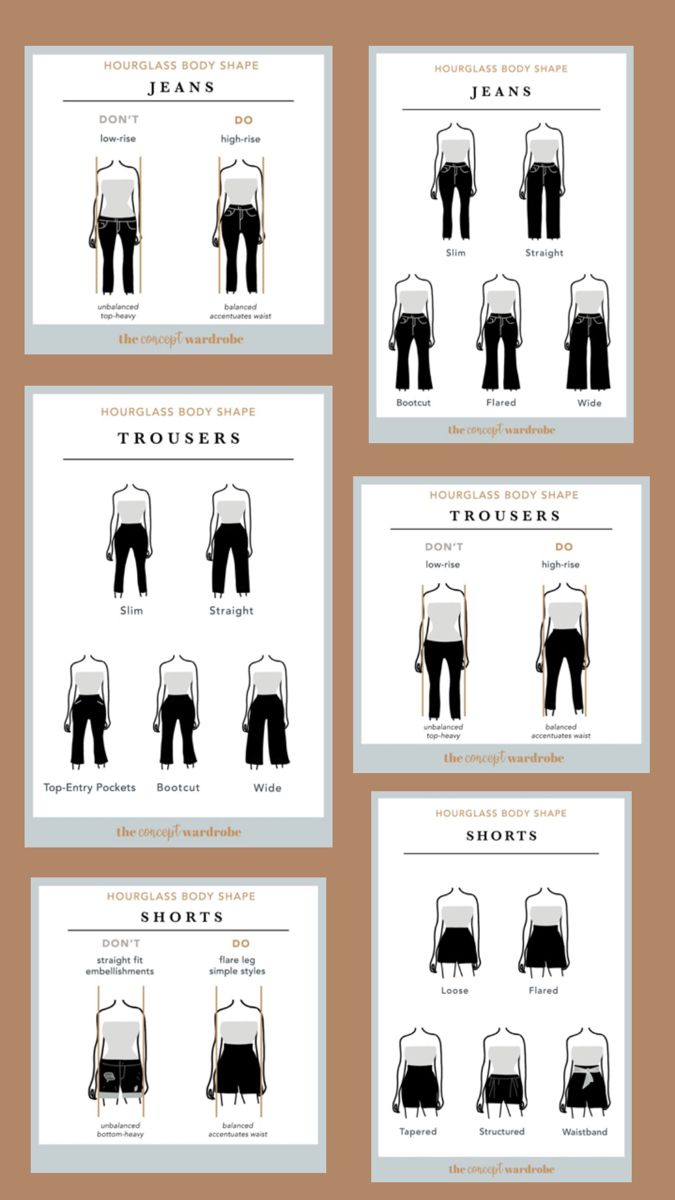 HOURGLASS BODY SHAPE
JEANS
DON'T
DO
low-rise
high-rise
unbalanced
top-heavy
balanced
accentuates waist
the concept wardrobe
HOURGLASS BODY SHAPE
JEANS
Slim
Straight
Bootcut
Flared
Wide
the concept wardrobe
HOURGLASS BODY SHAPE
TROUSERS
Slim
Straight
Top-Entry Pockets
Bootcut
Wide
the concept wardrobe
HOURGLASS BODY SHAPE
TROUSERS
DON'T
DO
low-rise
high-rise
unbalanced
top-heavy
balanced
accentuates waist
the concept wardrobe
HOURGLASS BODY SHAPE
SHORTS
DON'T
DO
straight fit
embellishments
flare leg
simple styles
unbalanced
bottom-heavy
balanced
accentuates waist
HOURGLASS BODY SHAPE
SHORTS
Loose
Flared
Tapered
Structured
Waistband
the concept wardrobe